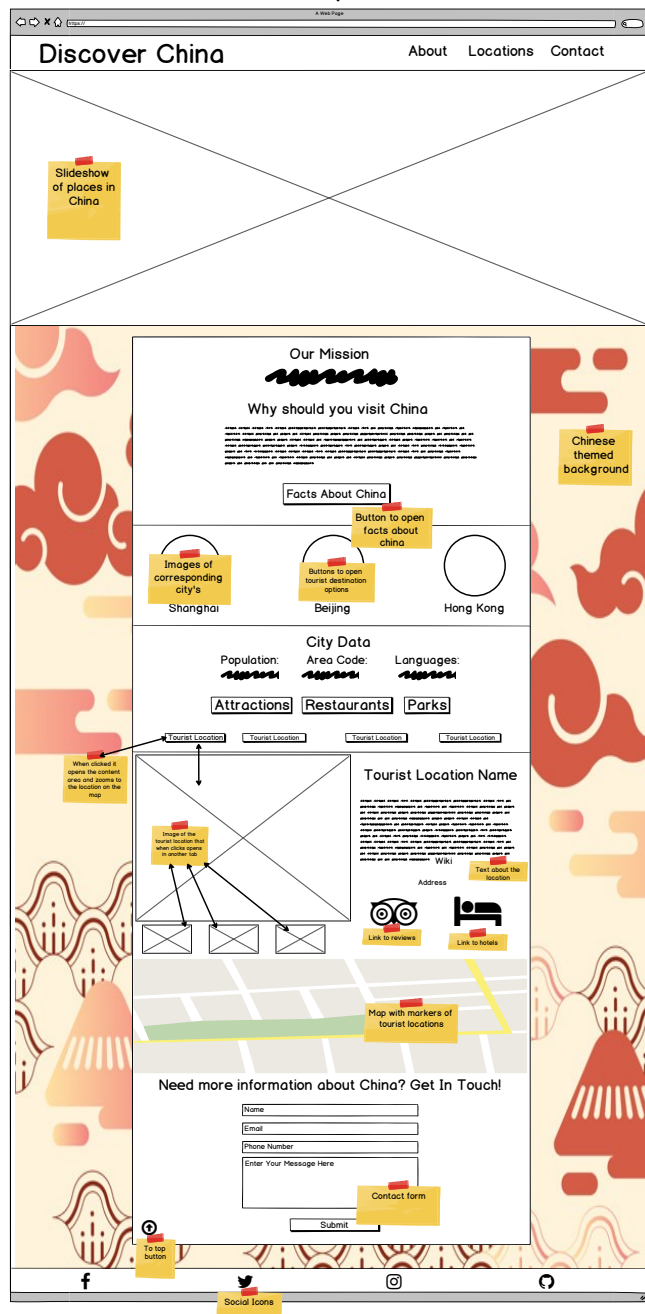 A Web Page
https://
Discover China
About Locations Contact
Slideshow
of places in
China
Our Mission
Why should you visit China
Chinese
themed
background
Facts About China
Button to open
facts about
china
Images of
corresponding
city's
Buttons to open
tourist destination
options
Shanghai
Beijing
Hong Kong
City Data
Population: Area Code: Languages:
Attractions Restaurants Parks
Tourist Location Tourist Location Tourist Location Tourist Location
When clicked it
opens the content
area and zooms to
the location on the
map
Tourist Location Name
Image of the
tourist location that
when clicks opens
in another tab
Wiki
Text about the
location
Address
Link to reviews
Link to hotels
Map with markers of
tourist locations
Need more information about China? Get In Touch!
Name
Email
Phone Number
Enter Your Message Here
Contact form
Submit
To top
button
Social Icons